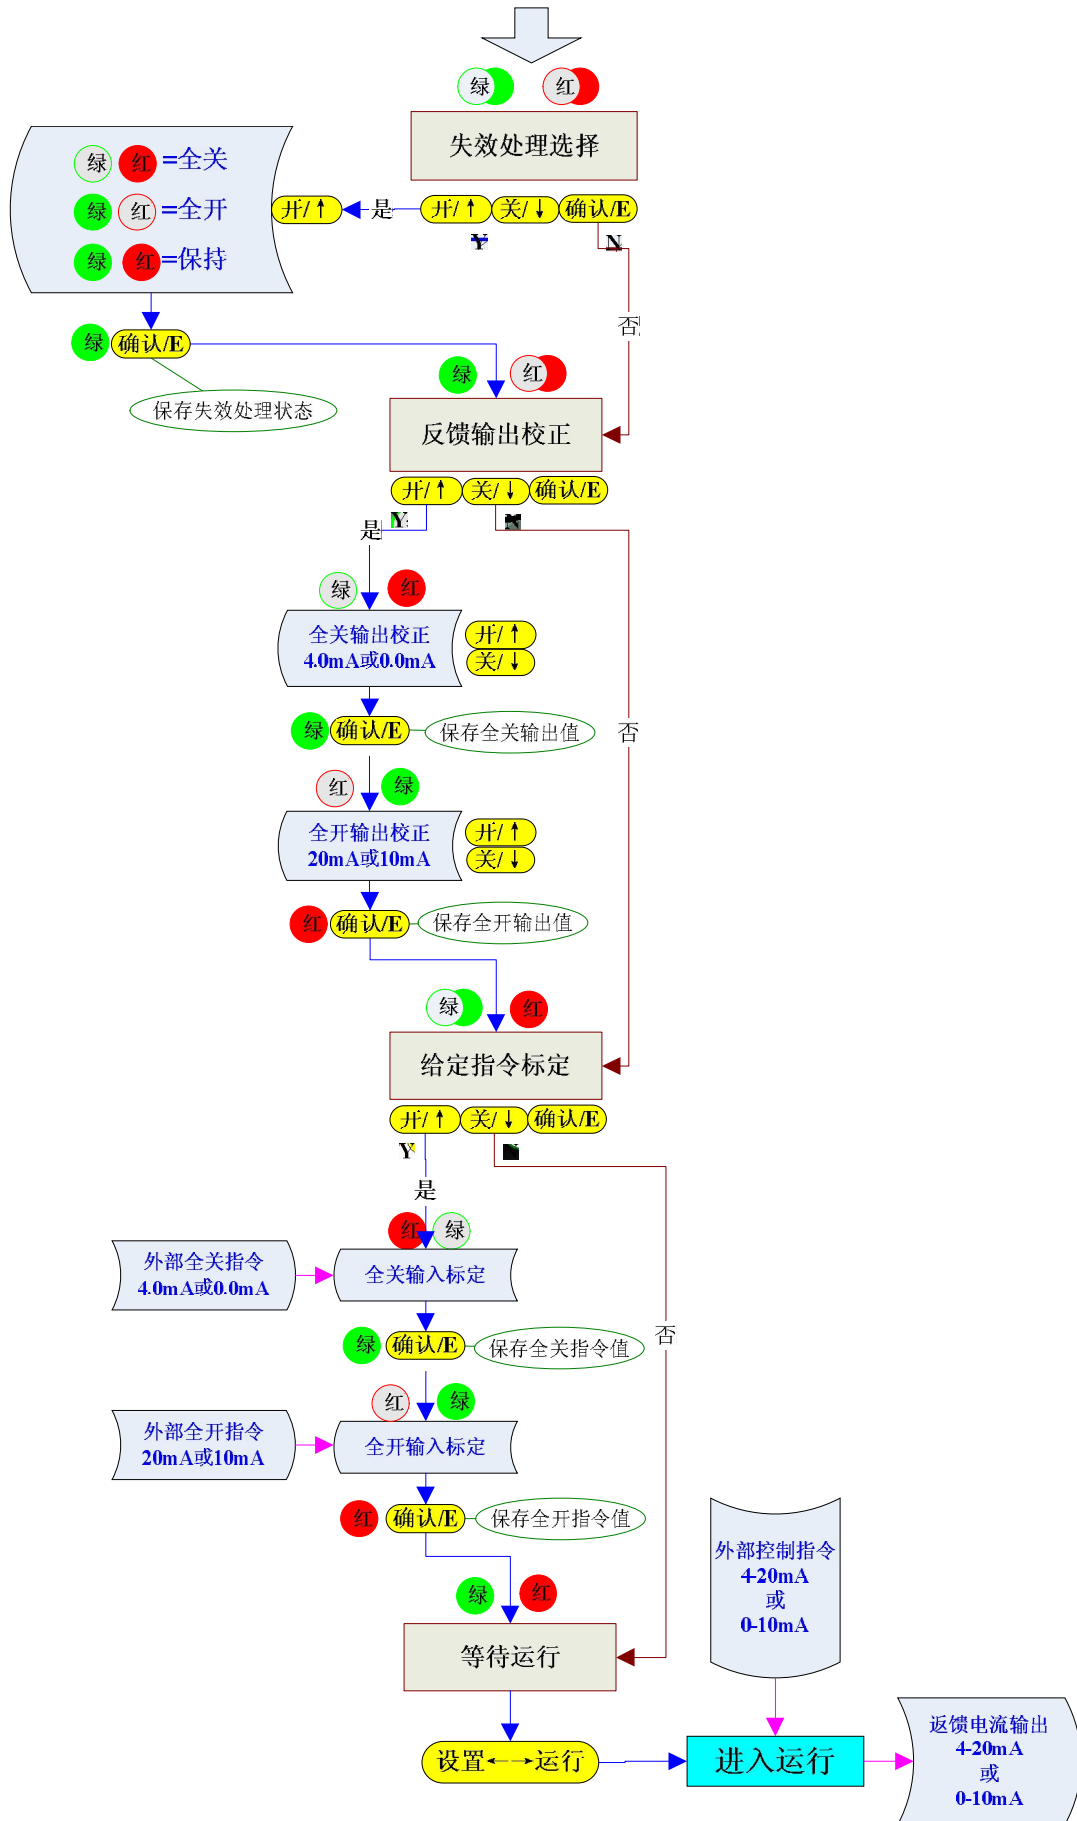 绿 红
失效处理选择
绿 红 =全关
绿 红 =全开
绿 红 =保持
开/↑ 是 开/↑ 关/↓ 确认/E
Y N
否
绿 确认/E
保存失效处理状态
绿 红
反馈输出校正
开/↑ 关/↓ 确认/E
是 Y
绿 红
全关输出校正
4.0mA或0.0mA
开/↑
关/↓
绿 确认/E 保存全关输出值
否
红 绿
全开输出校正
20mA或10mA
开/↑
关/↓
红 确认/E 保存全开输出值
绿 红
给定指令标定
开/↑ 关/↓ 确认/E
Y
是
红 绿
外部全关指令
4.0mA或0.0mA
全关输入标定
否
绿 确认/E 保存全关指令值
红 绿
外部全开指令
20mA或10mA
全开输入标定
红 确认/E 保存全开指令值
绿 红
等待运行
外部控制指令
4-20mA
或
0-10mA
设置←→运行
进入运行
返馈电流输出
4-20mA
或
0-10mA